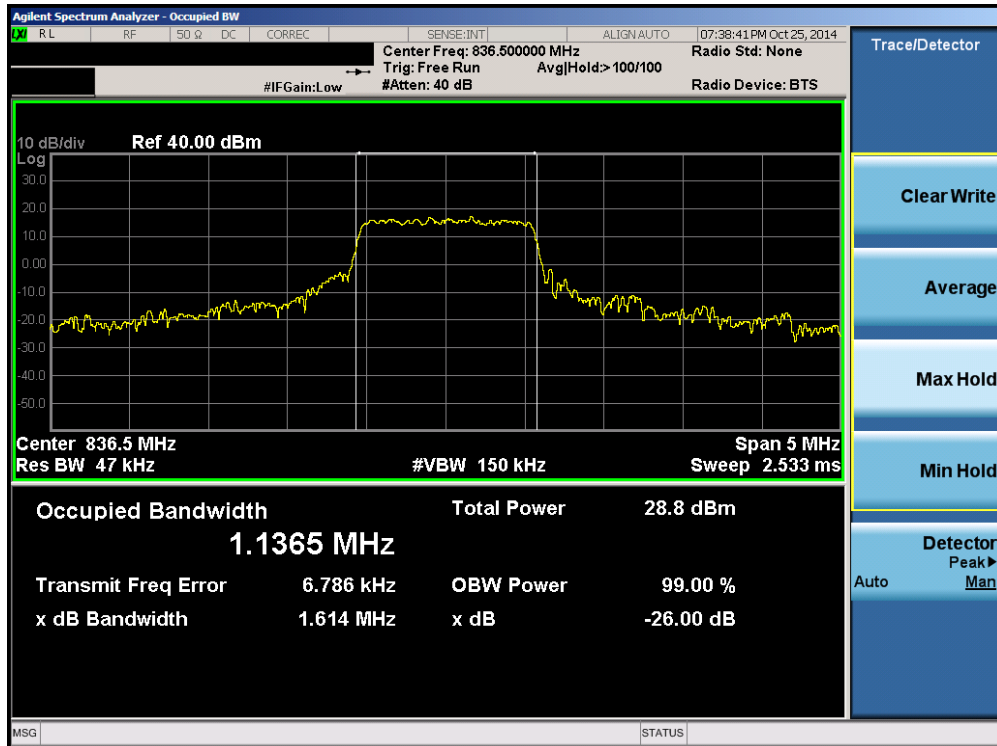 Agilent Spectrum Analyzer - Occupied BW
LXI RL RF 50 Ω DC CORREC SENSE:INT ALIGN AUTO 07:38:41 PM Oct 25, 2014
Center Freq: 836.500000 MHz Radio Std: None
Trig: Free Run Avg|Hold:> 100/100
#IFGain:Low #Atten: 40 dB Radio Device: BTS
10 dB/div Ref 40.00 dBm
Log
30.0
20.0
10.0
0.00
-10.0
-20.0
-30.0
-40.0
-50.0
Center 836.5 MHz Span 5 MHz
Res BW 47 kHz #VBW 150 kHz Sweep 2.533 ms
Occupied Bandwidth Total Power 28.8 dBm
1.1365 MHz
Transmit Freq Error 6.786 kHz OBW Power 99.00 %
x dB Bandwidth 1.614 MHz x dB -26.00 dB
MSG STATUS
Trace/Detector
Clear Write
Average
Max Hold
Min Hold
Detector
Peak▶
Auto Man